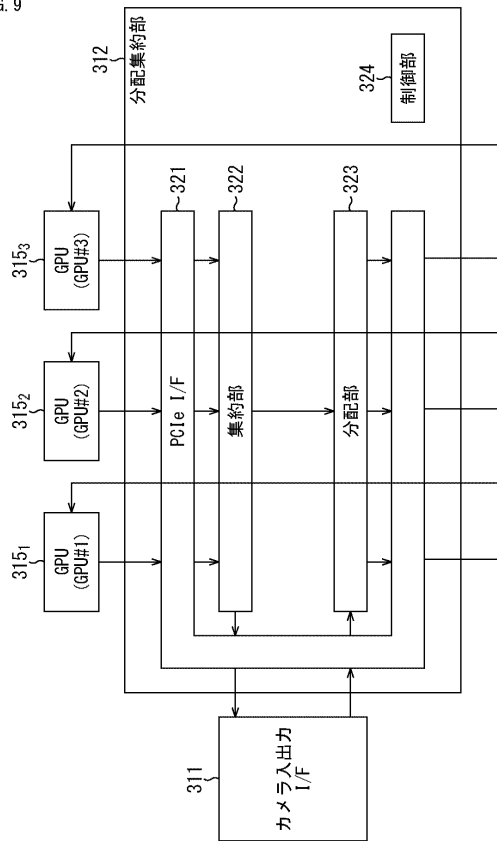 FIG. 9
312
分配集約部
324
制御部
315₃
GPU
(GPU#3)
315₂
GPU
(GPU#2)
315₁
GPU
(GPU#1)
321
PCIe I/F
322
集約部
323
分配部
311
カメラ入出力
I/F